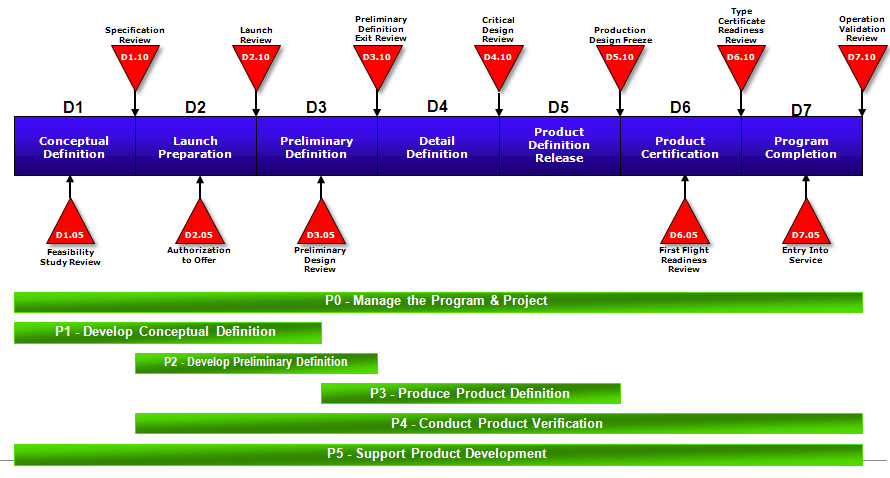 Specification
Review
Launch
Review
Preliminary
Definition
Exit Review
Critical
Design
Review
Production
Design Freeze
Type
Certificate
Readiness
Review
Operation
Validation
Review
D1.10
D2.10
D3.10
D4.10
D5.10
D6.10
D7.10
D1
D2
D3
D4
D5
D6
D7
Conceptual
Definition
Launch
Preparation
Preliminary
Definition
Detail
Definition
Product
Definition
Release
Product
Certification
Program
Completion
D1.05
Feasibility
Study Review
D2.05
Authorization
to Offer
D3.05
Preliminary
Design
Review
D6.05
First Flight
Readiness
Review
D7.05
Entry Into
Service
P0 - Manage the Program & Project
P1 - Develop Conceptual Definition
P2 - Develop Preliminary Definition
P3 - Produce Product Definition
P4 - Conduct Product Verification
P5 - Support Product Development